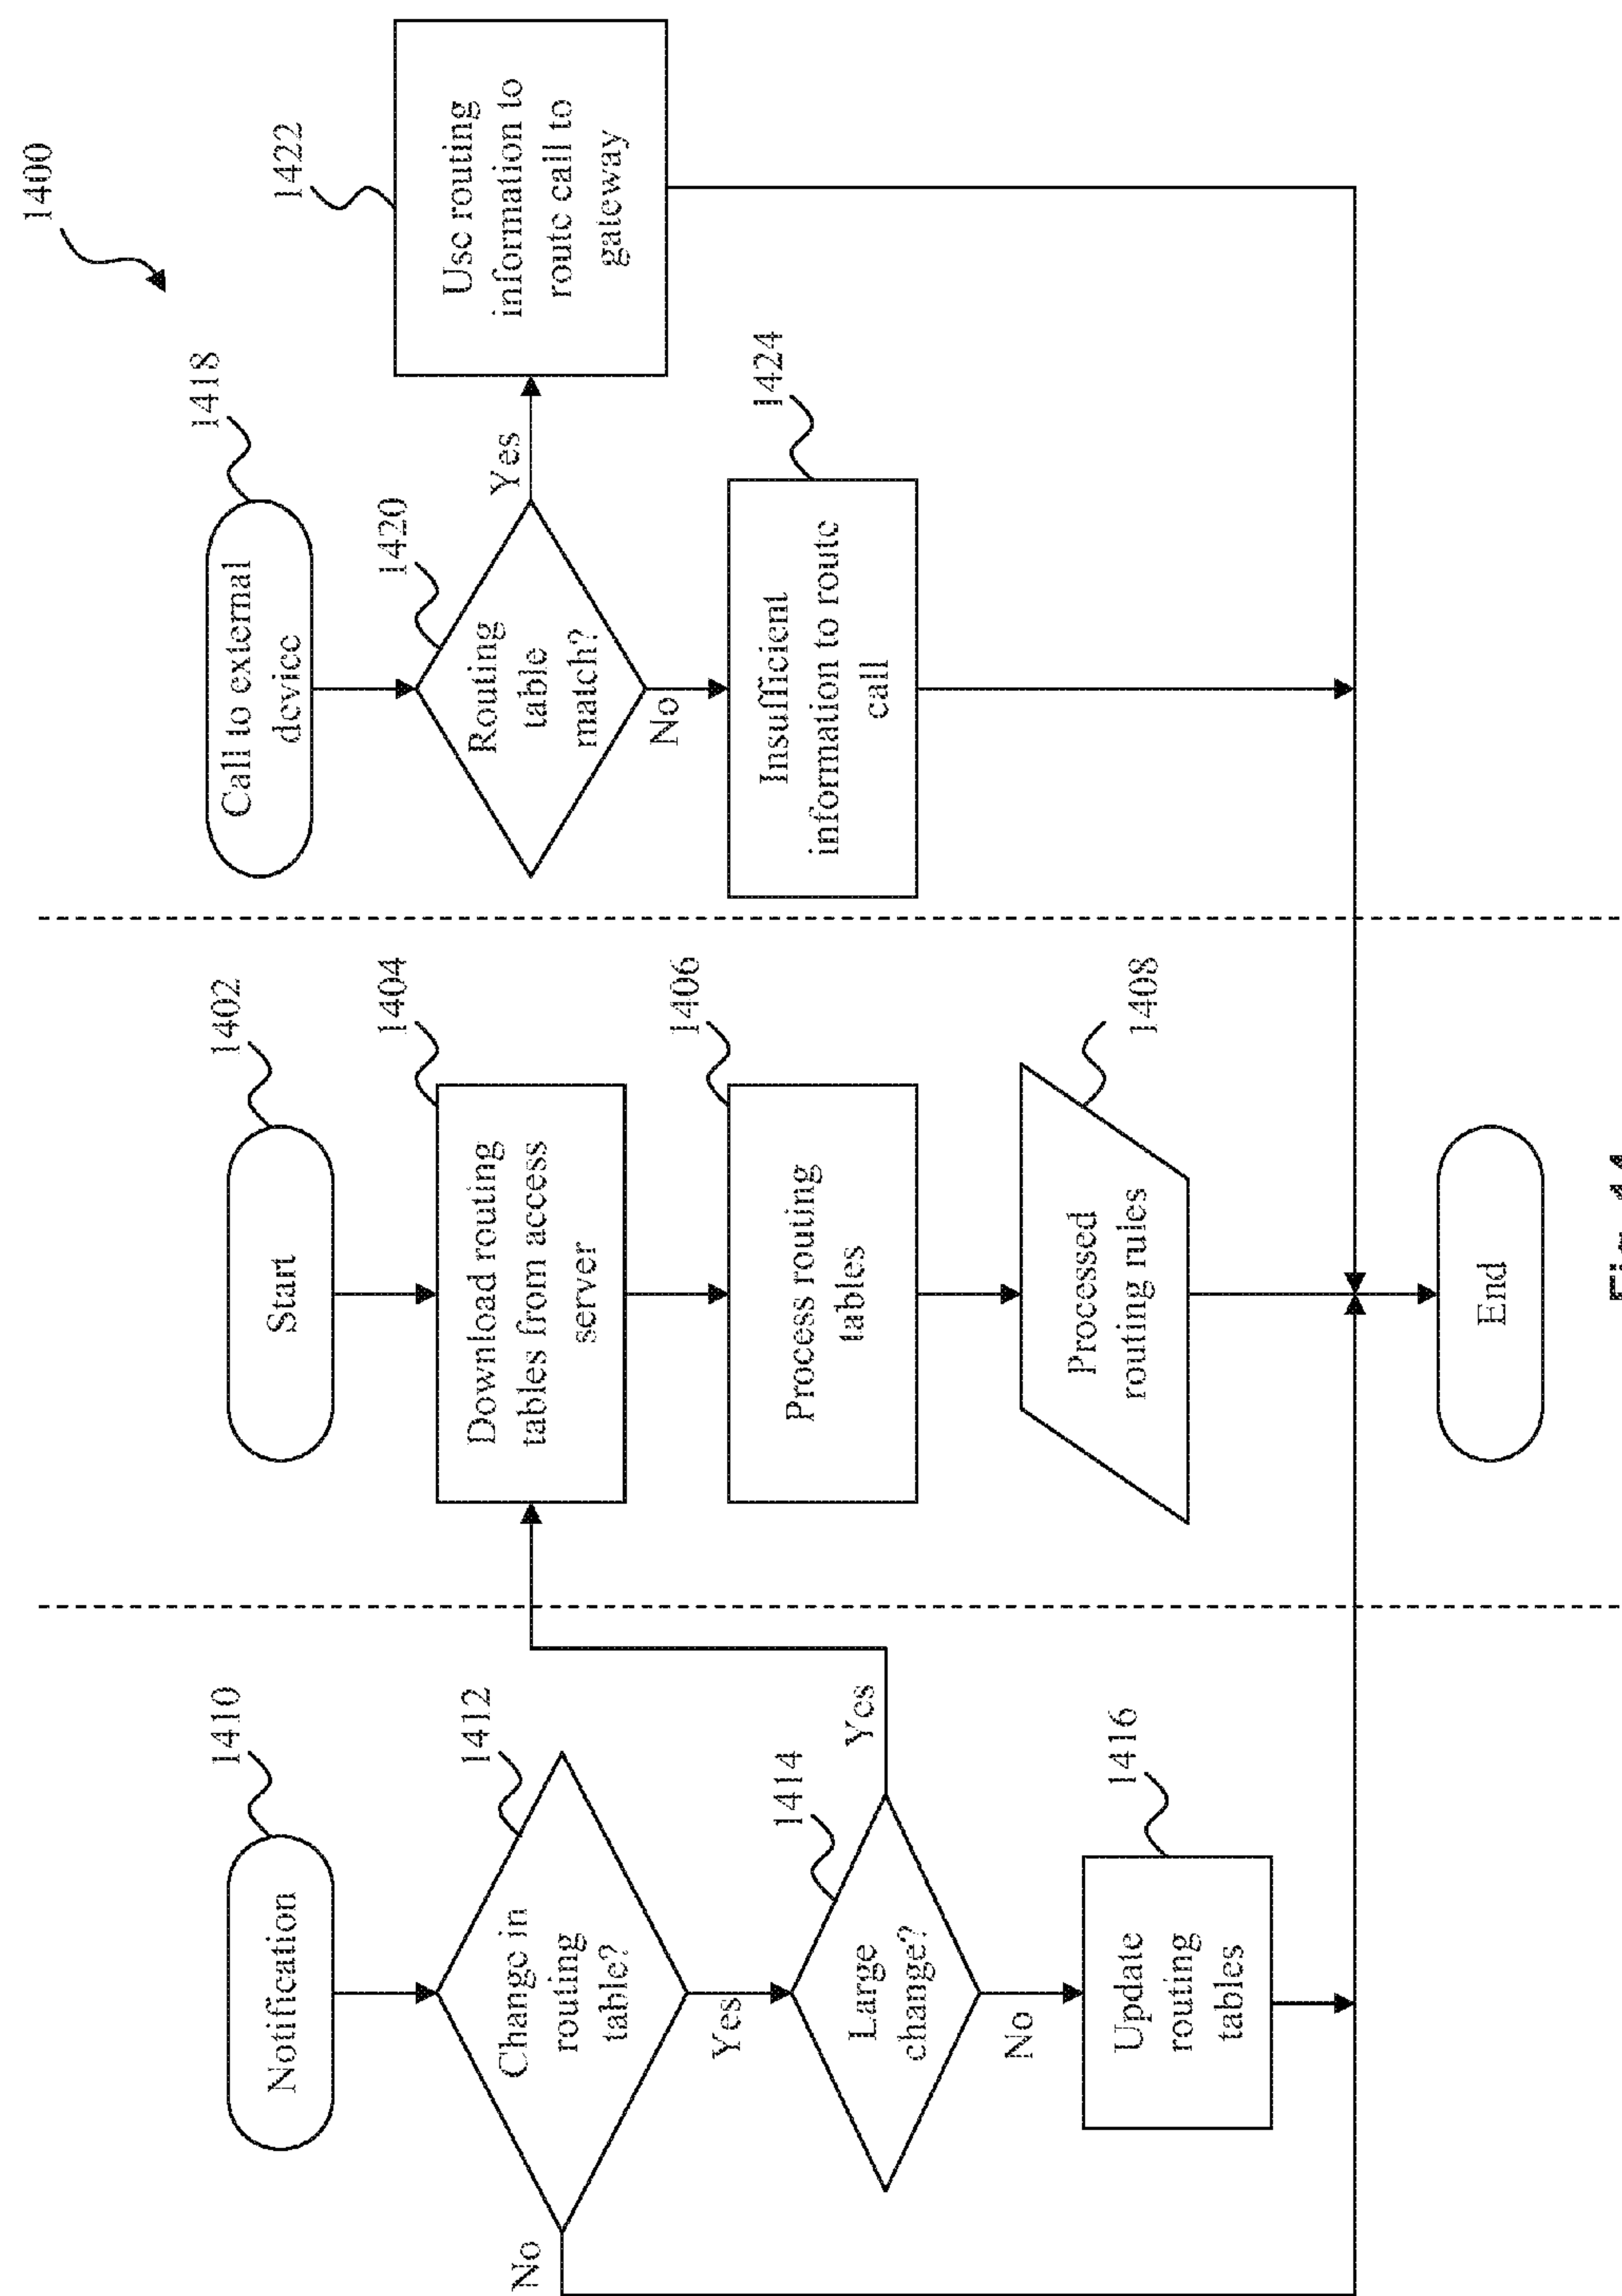 1400
1410
Notification
1412
Change in
routing
table?
No
Yes
1414
Large
change?
Yes
No
1416
Update
routing
tables
1402
Start
1404
Download routing
tables from access
server
1406
Process routing
tables
1408
Processed
routing rules
End
1418
Call to external
device
1420
Routing
table
match?
Yes
No
1422
Use routing
information to
route call to
gateway
1424
Insufficient
information to route
call